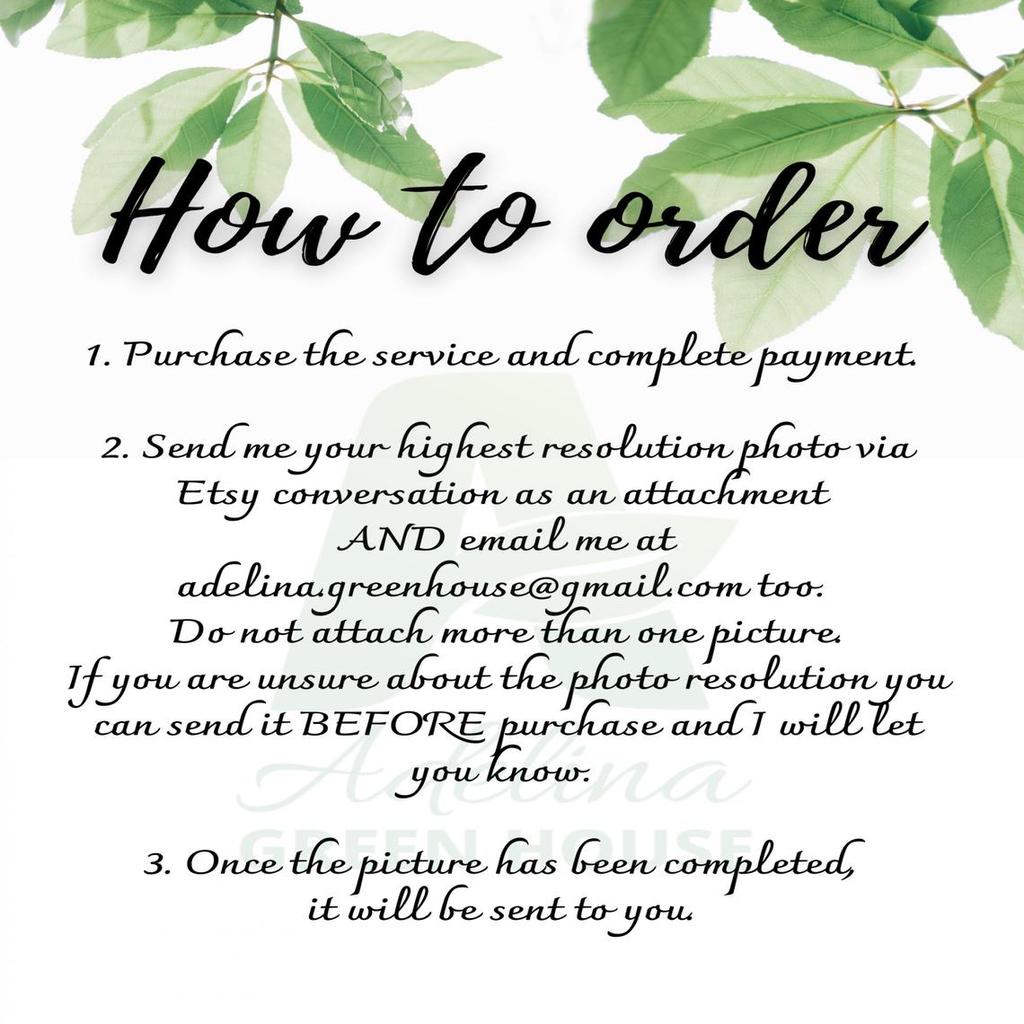 How to order
1. Purchase the service and complete payment.
2. Send me your highest resolution photo via
Etsy conversation as an attachment
AND email me at
adelina.greenhouse@gmail.com too.
Do not attach more than one picture.
If you are unsure about the photo resolution you
can send it BEFORE purchase and I will let
you know.
Adelina
GREEN HOUSE
3. Once the picture has been completed,
it will be sent to you.